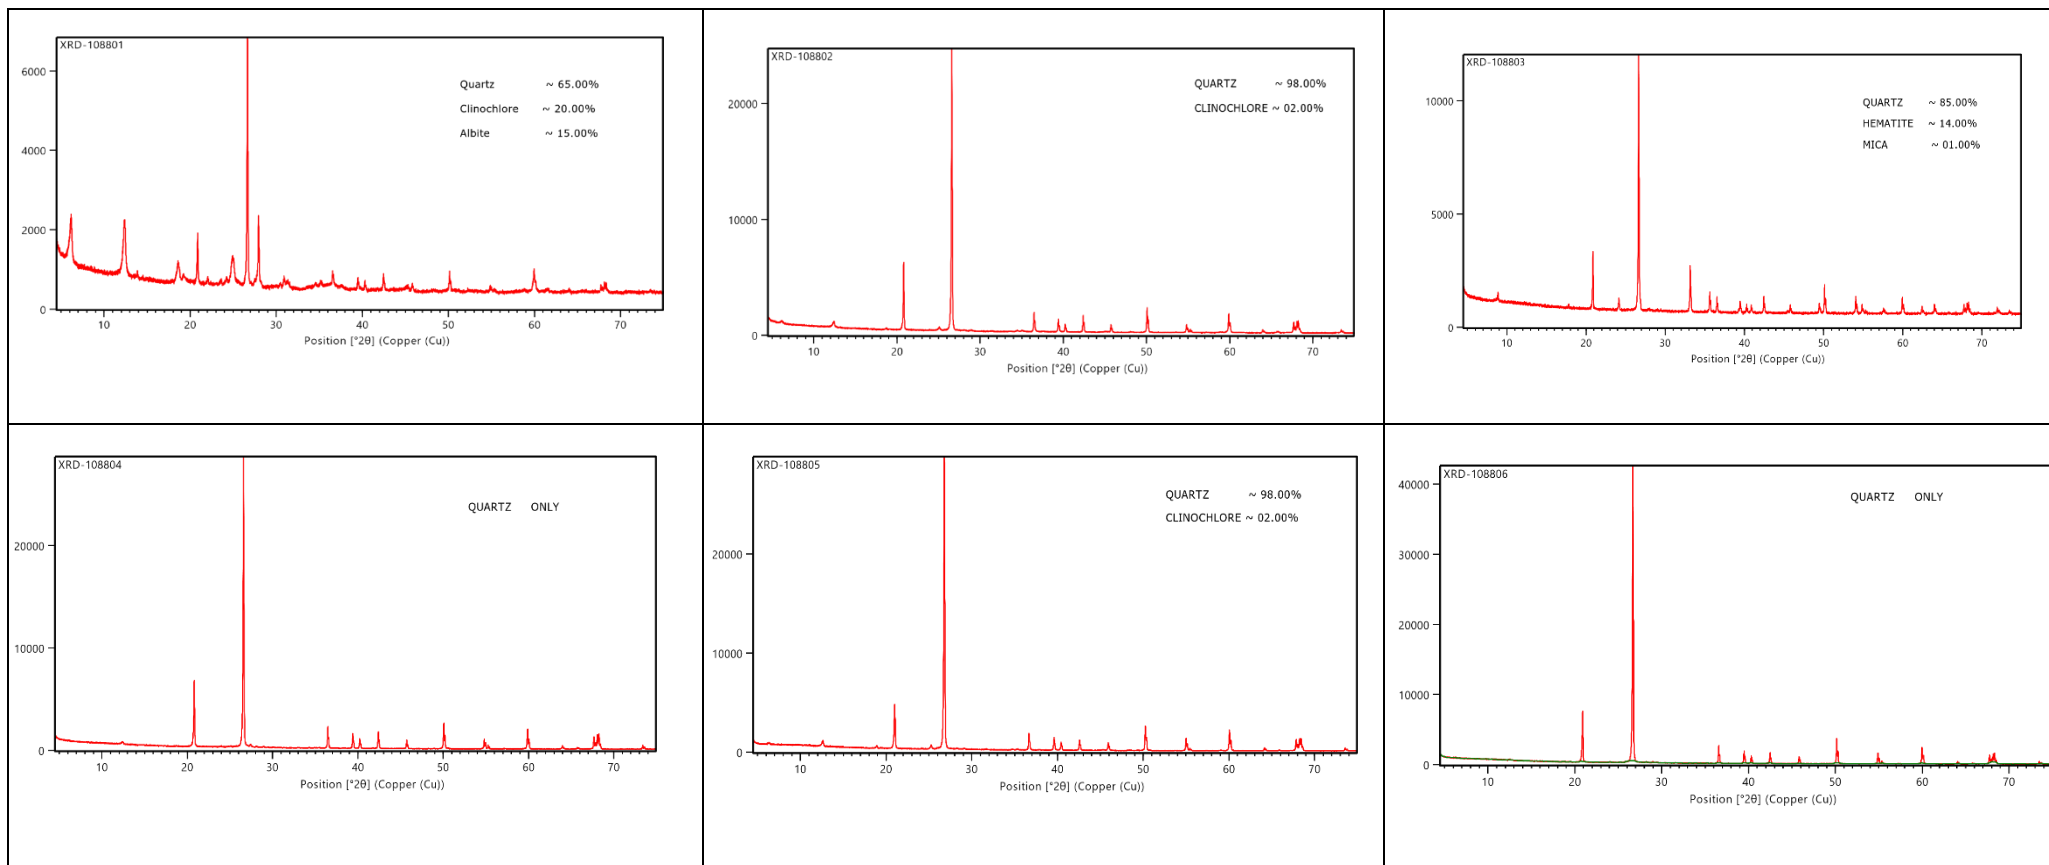 XRD-108801
Quartz ~ 65.00%
Clinochlore ~ 20.00%
Albite ~ 15.00%
6000
4000
2000
0
10 20 30 40 50 60 70
Position [°2θ] (Copper (Cu))
XRD-108802
QUARTZ ~ 98.00%
CLINOCHLORE ~ 02.00%
20000
10000
0
10 20 30 40 50 60 70
Position [°2θ] (Copper (Cu))
XRD-108803
QUARTZ ~ 85.00%
HEMATITE ~ 14.00%
MICA ~ 01.00%
10000
5000
0
10 20 30 40 50 60 70
Position [°2θ] (Copper (Cu))
XRD-108804
QUARTZ ONLY
20000
10000
0
10 20 30 40 50 60 70
Position [°2θ] (Copper (Cu))
XRD-108805
QUARTZ ~ 98.00%
CLINOCHLORE ~ 02.00%
20000
10000
0
10 20 30 40 50 60 70
Position [°2θ] (Copper (Cu))
XRD-108806
QUARTZ ONLY
40000
30000
20000
10000
0
10 20 30 40 50 60 70
Position [°2θ] (Copper (Cu))